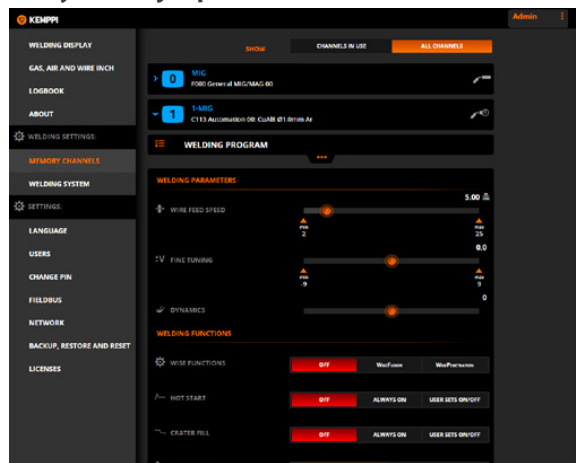 KEMPPI
Admin
WELDING DISPLAY
GAS, AIR AND WIRE INCH
LOGBOOK
ABOUT
WELDING SETTINGS:
MEMORY CHANNELS
WELDING SYSTEM
SETTINGS:
LANGUAGE
USERS
CHANGE PIN
FIELDBUS
NETWORK
BACKUP, RESTORE AND RESET
LICENSES
SHOW
CHANNELS IN USE
ALL CHANNELS
0
MIG
F000 General MIG/MAG 00
1
1-MIG
C113 Automation 00: CuAl8 Ø1.0mm Ar
WELDING PROGRAM
WELDING PARAMETERS
5.00
WIRE FEED SPEED
min
2
max
25
0.0
FINE TUNING
min
-9
max
9
0
DYNAMICS
WELDING FUNCTIONS
WISE FUNCTIONS
OFF
WiseFusion
WisePenetration
HOT START
OFF
ALWAYS ON
USER SETS ON/OFF
CRATER FILL
OFF
ALWAYS ON
USER SETS ON/OFF